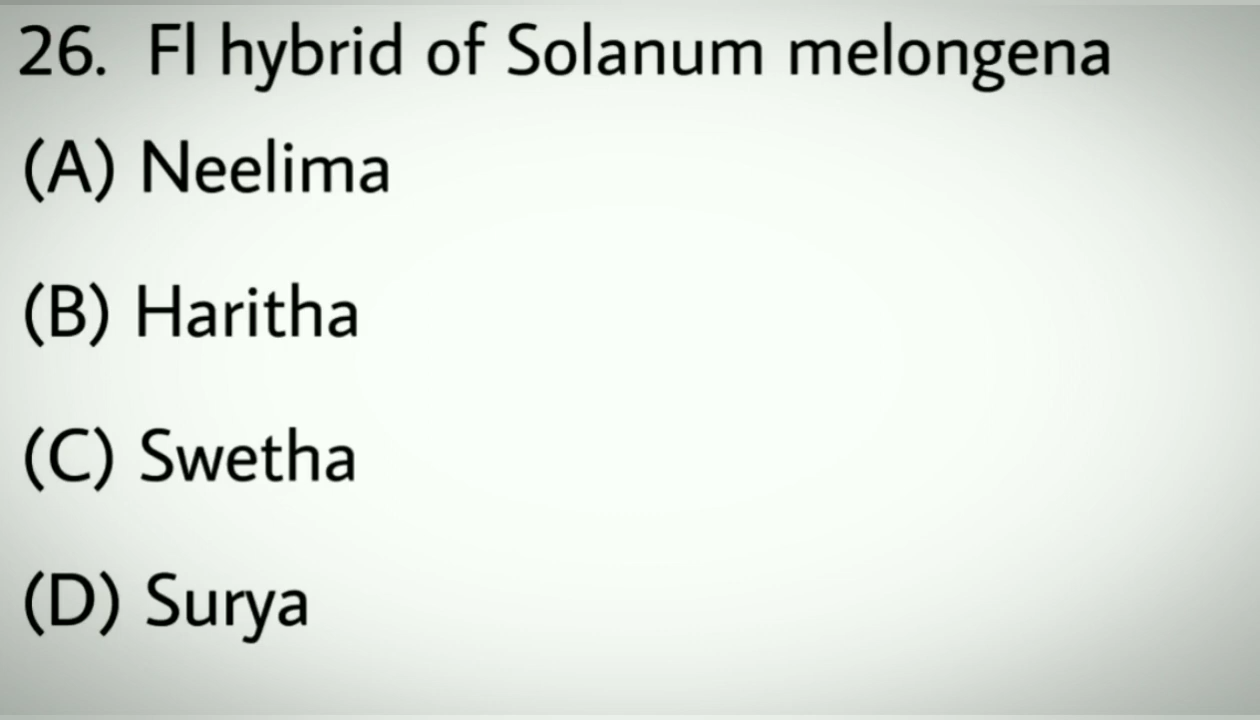 26. Fl hybrid of Solanum melongena
(A) Neelima
(B) Haritha
(C) Swetha
(D) Surya